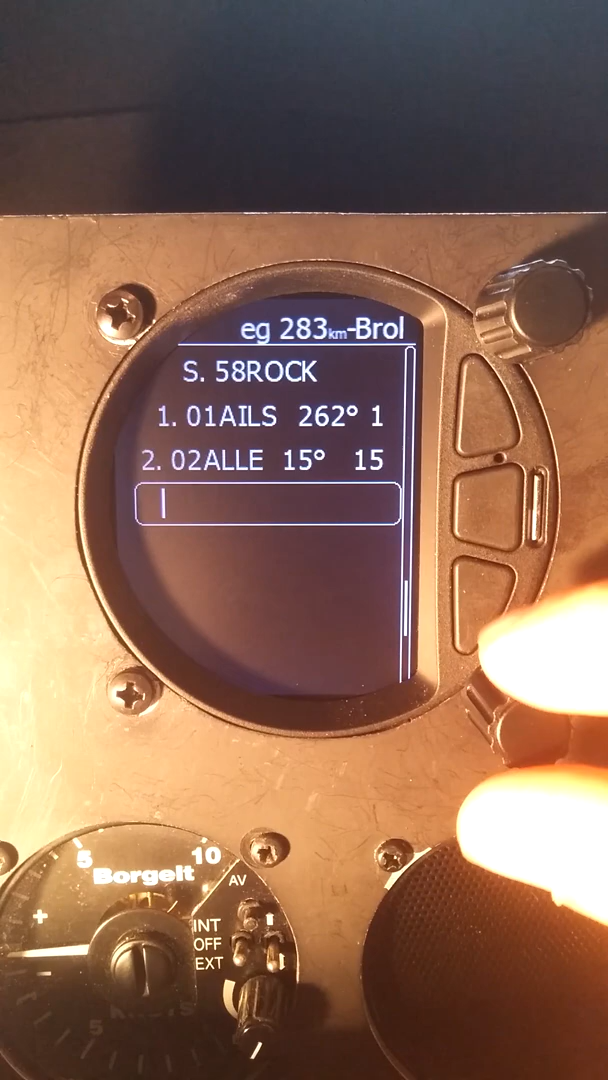 eg 283km-Brol
S. 58ROCK
1. 01AILS 262° 1
2. 02ALLE 15° 15
5 10
Borgelt
AV
+
INT
OFF
EXT
-
5